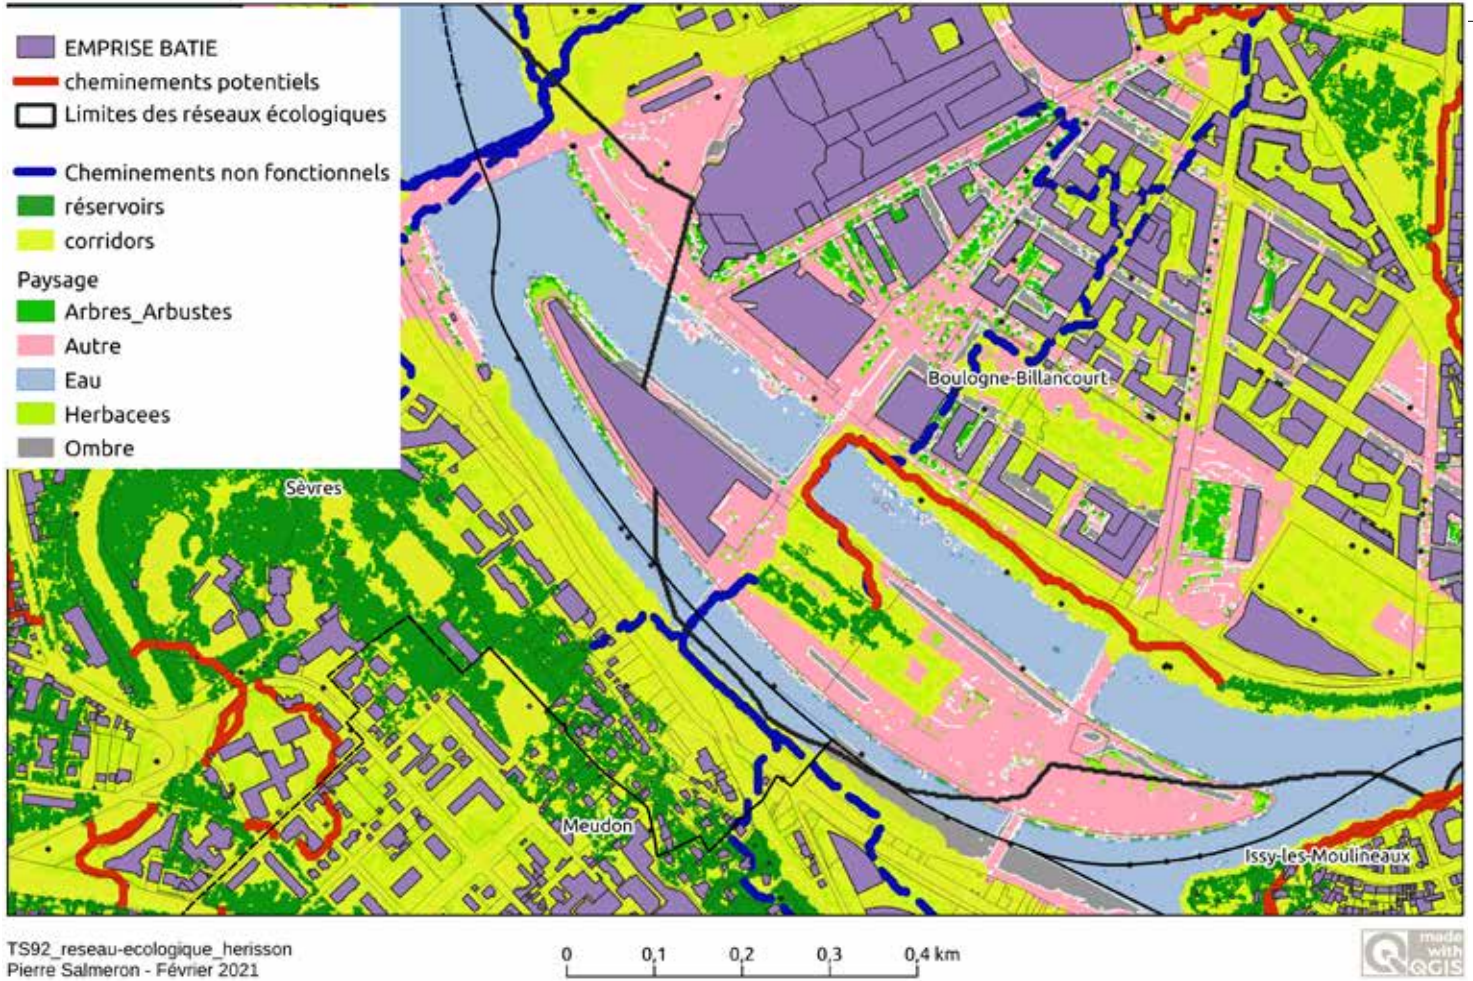 EMPRISE BATIE
cheminements potentiels
Limites des réseaux écologiques
Cheminements non fonctionnels
réservoirs
corridors
Paysage
Arbres_Arbustes
Autre
Eau
Herbacees
Ombre
Boulogne-Billancourt
Sèvres
Meudon
Issy-les-Moulineaux
TS92_reseau-ecologique_herisson
Pierre Salmeron - Février 2021
0 0,1 0,2 0,3 0,4 km
made
with
QGIS